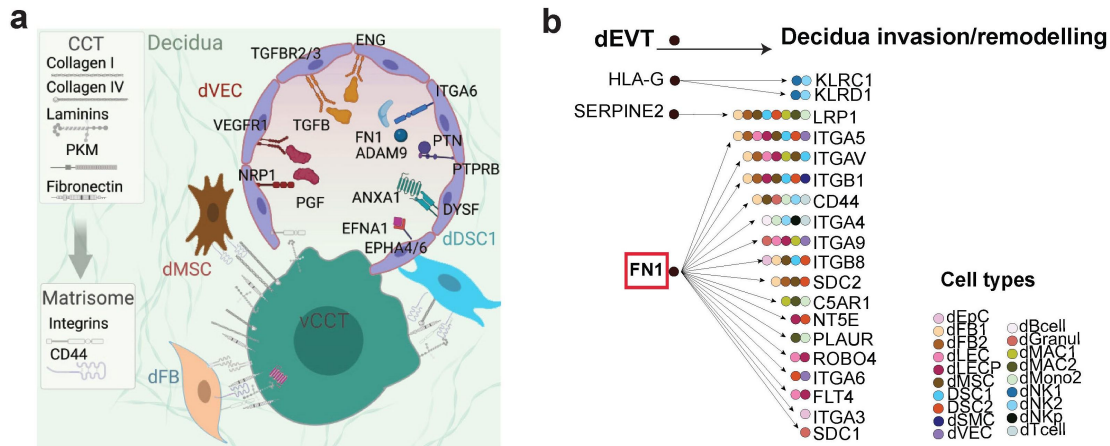 a
CCT
Collagen I
Collagen IV
Laminins
PKM
Fibronectin
Matrisome
Integrins
CD44
Decidua
dVEC
TGFBR2/3
ENG
ITGA6
VEGFR1
TGFB
FN1
ADAM9
PTN
PTPRB
NRP1
PGF
ANXA1
DYSF
EFNA1
EPHA4/6
dDSC1
dMSC
vCCT
dFB
b
dEVT
Decidua invasion/remodelling
HLA-G
KLRC1
KLRD1
SERPINE2
LRP1
ITGA5
ITGAV
ITGB1
CD44
ITGA4
ITGA9
ITGB8
FN1
SDC2
C5AR1
NT5E
PLAUR
ROBO4
ITGA6
FLT4
ITGA3
SDC1
Cell types
dEpC
dFB1
dFB2
dLEC
dLECP
dMSC
DSC1
DSC2
dSMC
dVEC
dBcell
dGranul
dMAC1
dMAC2
dMono2
dNK1
dNK2
dNKp
dTcell